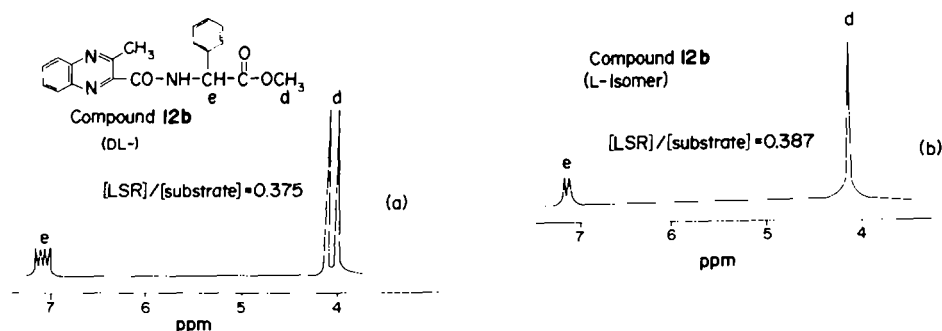 N
CH₃
N
CO-NH-CH-C-OCH₃
O
S
e
d
Compound 12b
(DL-)
[LSR]/[substrate]=0.375
(a)
e
d
7
6
5
4
ppm
Compound 12b
(L-Isomer)
[LSR]/[substrate]=0.387
(b)
e
d
7
6
5
4
ppm